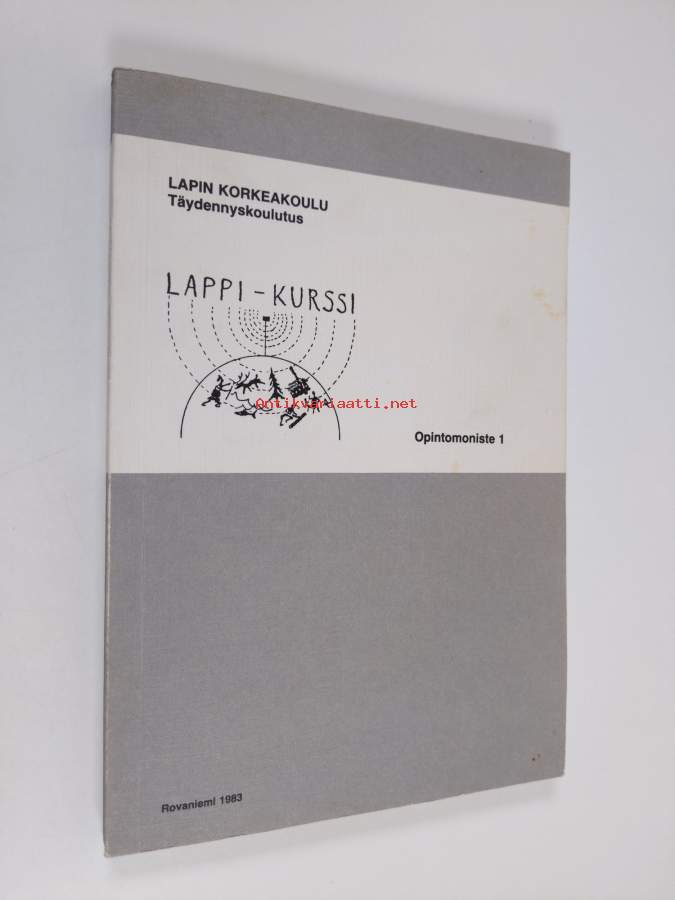 LAPIN KORKEAKOULU
Täydennyskoulutus
LAPPI – KURSSI
Antikvariaatti.net
Opintomoniste 1
Rovaniemi 1983